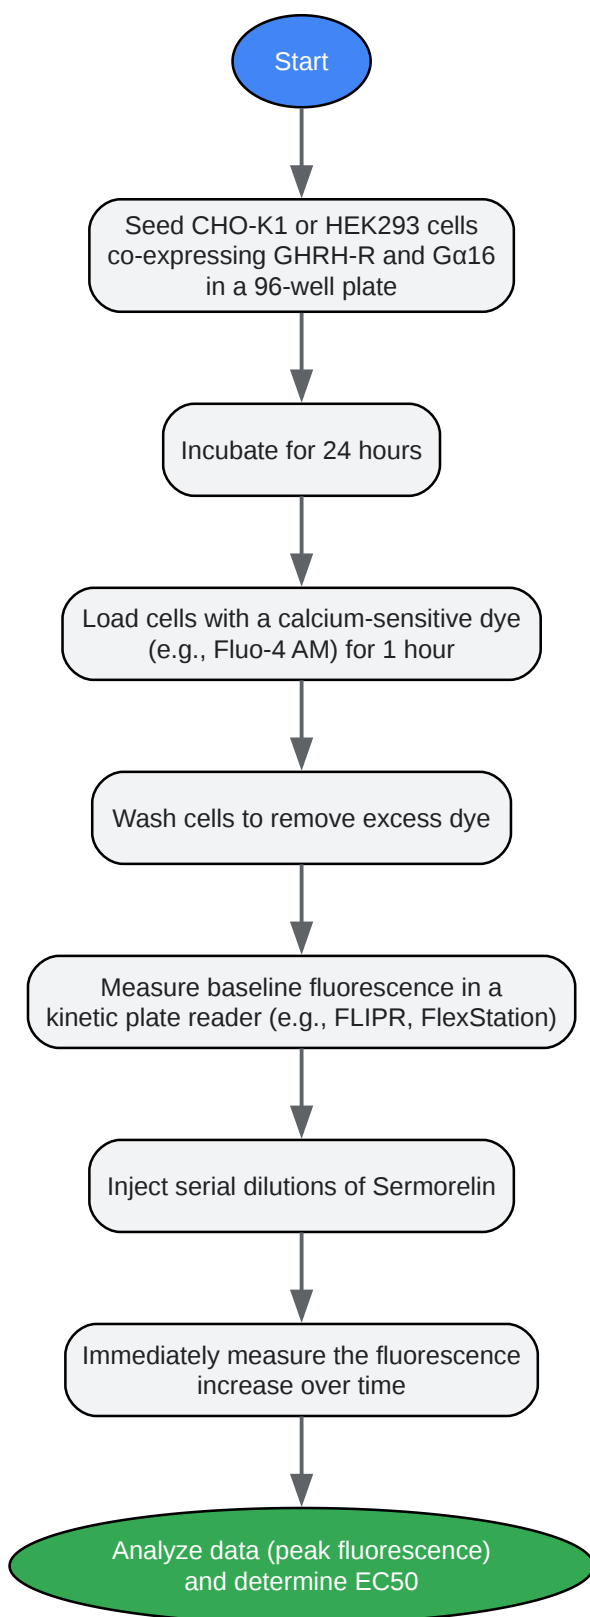 Start
Seed CHO-K1 or HEK293 cells
co-expressing GHRH-R and Gα16
in a 96-well plate
Incubate for 24 hours
Load cells with a calcium-sensitive dye
(e.g., Fluo-4 AM) for 1 hour
Wash cells to remove excess dye
Measure baseline fluorescence in a
kinetic plate reader (e.g., FLIPR, FlexStation)
Inject serial dilutions of Sermorelin
Immediately measure the fluorescence
increase over time
Analyze data (peak fluorescence)
and determine EC50